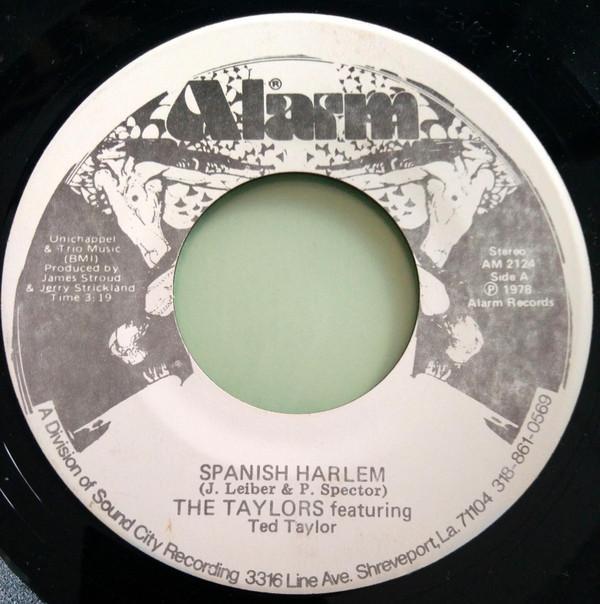 Alarm®
Unichappel
& Trio Music
(BMI)
Produced by
James Stroud
& Jerry Strickland
Time 3:19
Stereo
AM 2124
Side A
℗ 1978
Alarm Records
SPANISH HARLEM
(J. Leiber & P. Spector)
THE TAYLORS featuring
Ted Taylor
A Division of Sound City Recording 3316 Line Ave. Shreveport, La. 71104 318-861-0569